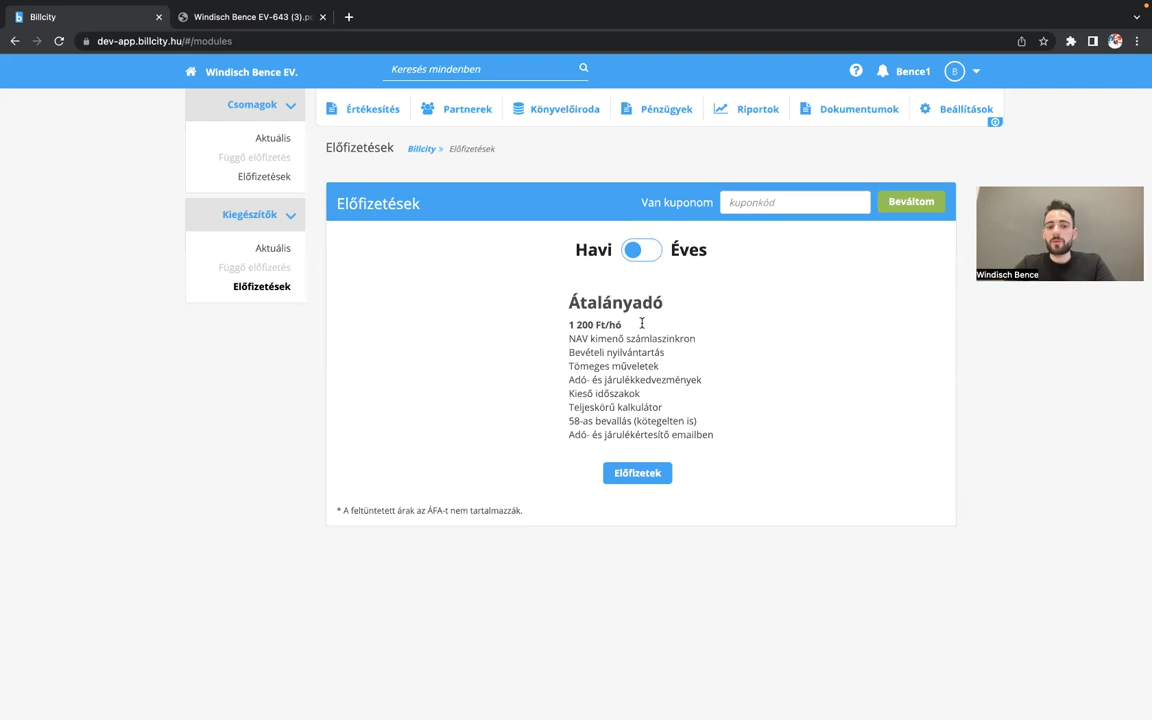 Billcity
Windisch Bence EV-643 (3).pc
dev-app.billcity.hu/#/modules
Windisch Bence EV.
Keresés mindenben
Bence1
B
Csomagok
Aktuális
Függő előfizetés
Előfizetések
Kiegészítők
Aktuális
Függő előfizetés
Előfizetések
Értékesítés
Partnerek
Könyvelőiroda
Pénzügyek
Riportok
Dokumentumok
Beállítások
Előfizetések
Billcity » Előfizetések
Előfizetések
Van kuponom
kuponkód
Beváltom
Havi
Éves
Átalányadó
1 200 Ft/hó
NAV kimenő számlaszinkron
Bevételi nyilvántartás
Tömeges műveletek
Adó- és járulékkedvezmények
Kieső időszakok
Teljeskörű kalkulátor
58-as bevallás (kötegelten is)
Adó- és járulékértesítő emailben
Előfizetek
* A feltüntetett árak az ÁFA-t nem tartalmazzák.
Windisch Bence